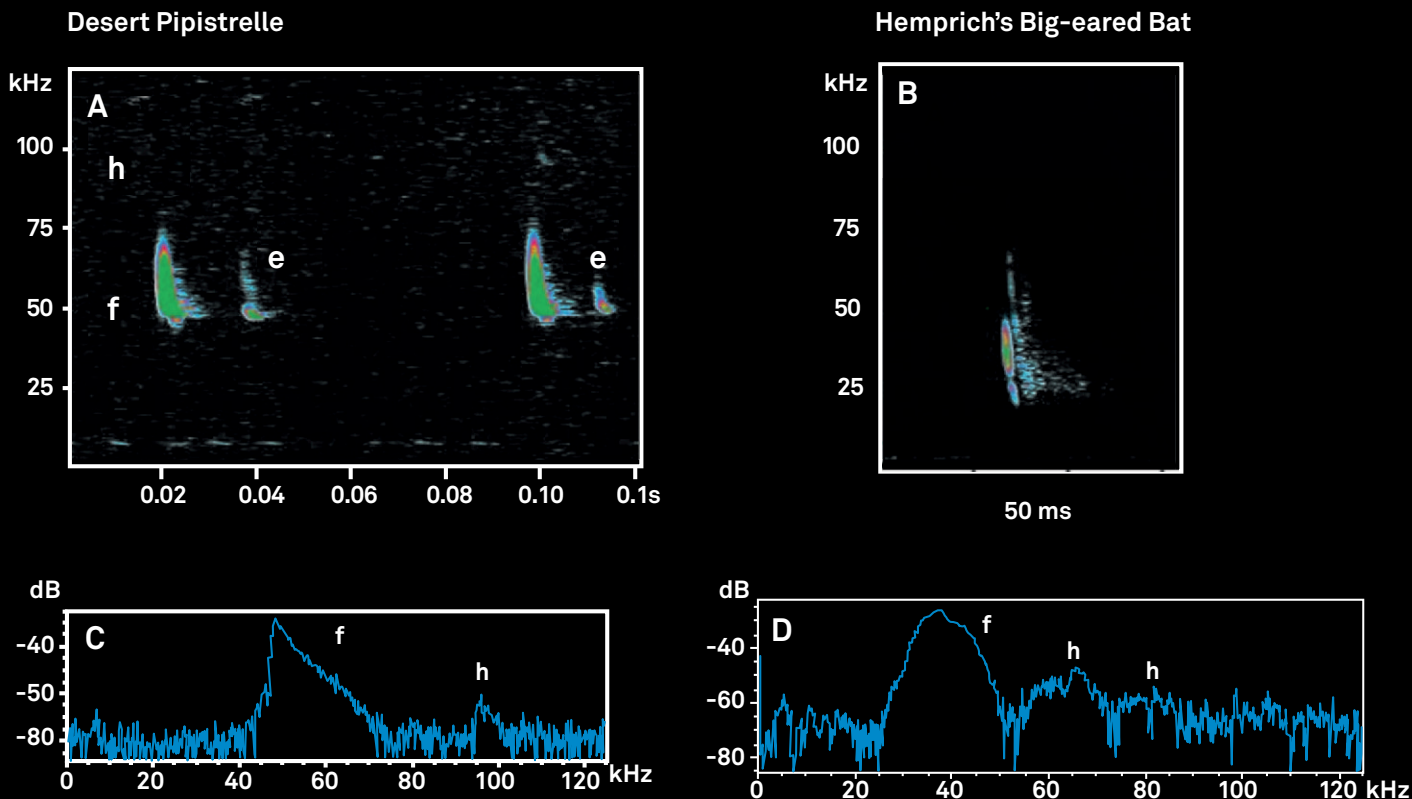 Desert Pipistrelle
Hemprich's Big-eared Bat
kHz
A
100
h
75
e
e
50
f
25
0.02 0.04 0.06 0.08 0.10 0.1s
kHz
B
100
75
50
25
50 ms
dB
C
f
h
-40
-50
-80
0 20 40 60 80 100 120 kHz
dB
D
f
h
h
-40
-60
-80
0 20 40 60 80 100 120 kHz